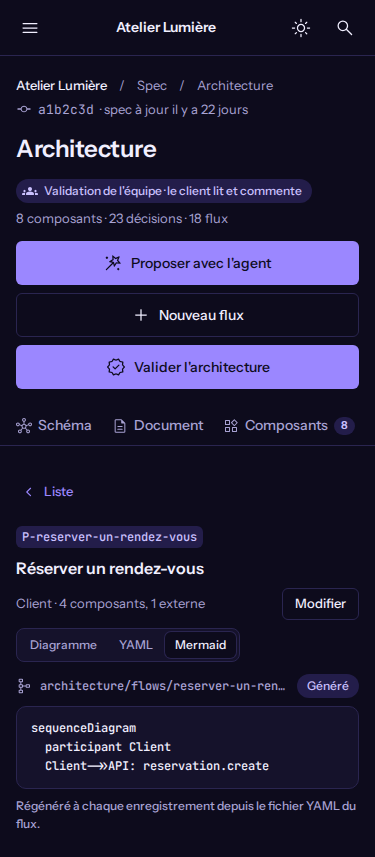 Atelier Lumière
Atelier Lumière / Spec / Architecture
a1b2c3d · spec à jour il y a 22 jours
Architecture
Validation de l'équipe · le client lit et commente
8 composants · 23 décisions · 18 flux
Proposer avec l'agent
Nouveau flux
Valider l'architecture
Schéma Document Composants 8
Liste
P-reserver-un-rendez-vous
Réserver un rendez-vous
Client · 4 composants, 1 externe Modifier
Diagramme YAML Mermaid
architecture/flows/reserver-un-ren… Généré
sequenceDiagram
participant Client
Client->>API: reservation.create
Régénéré à chaque enregistrement depuis le fichier YAML du
flux.